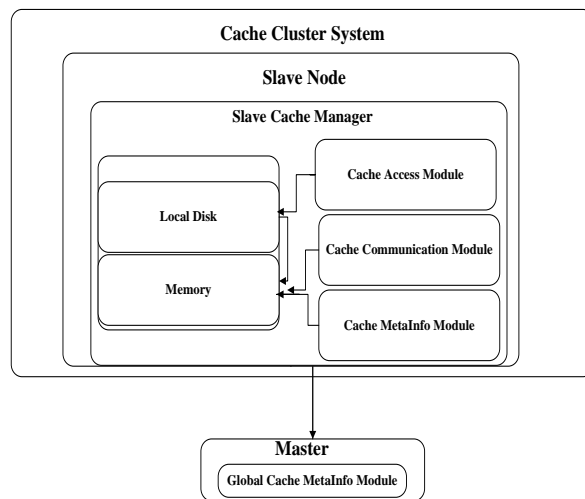 Cache Cluster System
Slave Node
Slave Cache Manager
Cache Access Module
Local Disk
Cache Communication Module
Memory
Cache MetaInfo Module
Master
Global Cache MetaInfo Module